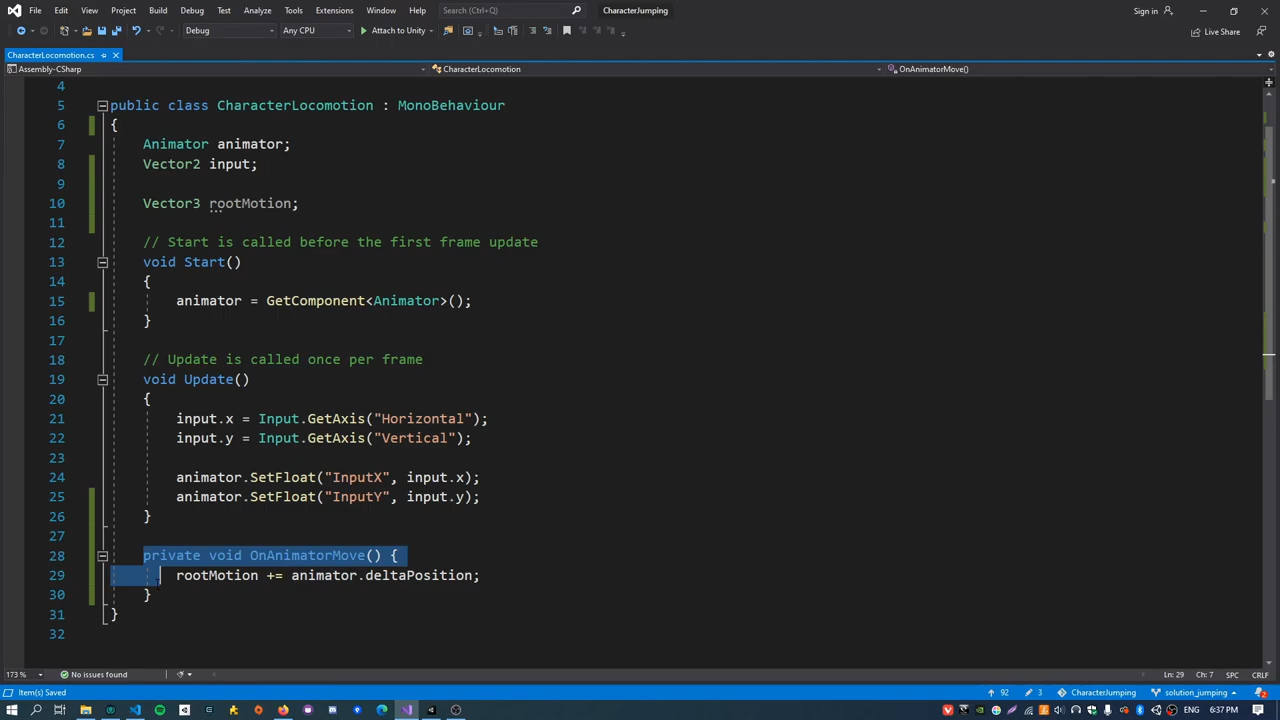 File Edit View Project Build Debug Test Analyze Tools Extensions Window Help Search (Ctrl+Q) CharacterJumping Sign in
Debug Any CPU Attach to Unity Live Share
CharacterLocomotion.cs
Assembly-CSharp CharacterLocomotion OnAnimatorMove()
4
5 public class CharacterLocomotion : MonoBehaviour
6 {
7 Animator animator;
8 Vector2 input;
9
10 Vector3 rootMotion;
11
12 // Start is called before the first frame update
13 void Start()
14 {
15 animator = GetComponent<Animator>();
16 }
17
18 // Update is called once per frame
19 void Update()
20 {
21 input.x = Input.GetAxis("Horizontal");
22 input.y = Input.GetAxis("Vertical");
23
24 animator.SetFloat("InputX", input.x);
25 animator.SetFloat("InputY", input.y);
26 }
27
28 private void OnAnimatorMove() {
29 rootMotion += animator.deltaPosition;
30 }
31 }
32
173 % No issues found Ln: 29 Ch: 7 SPC CRLF
Item(s) Saved 92 3 CharacterJumping solution_jumping 2
ENG 6:37 PM